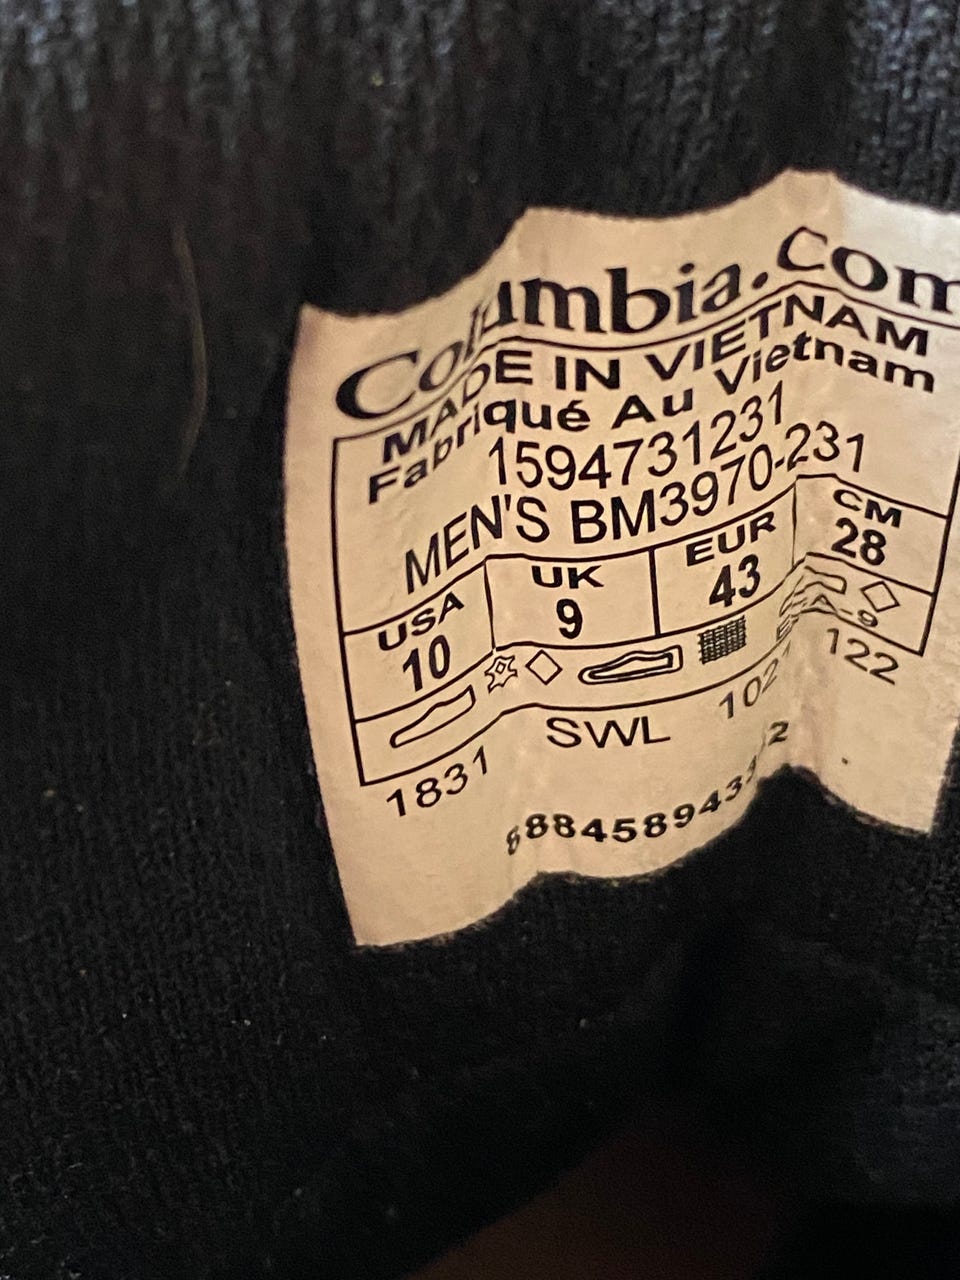 Columbia.Com
MADE IN VIETNAM
Fabriqué Au Vietnam
1594731231
MEN'S BM3970-231
USA UK EUR CM
10 9 43 28
1831 SWL 1021 122